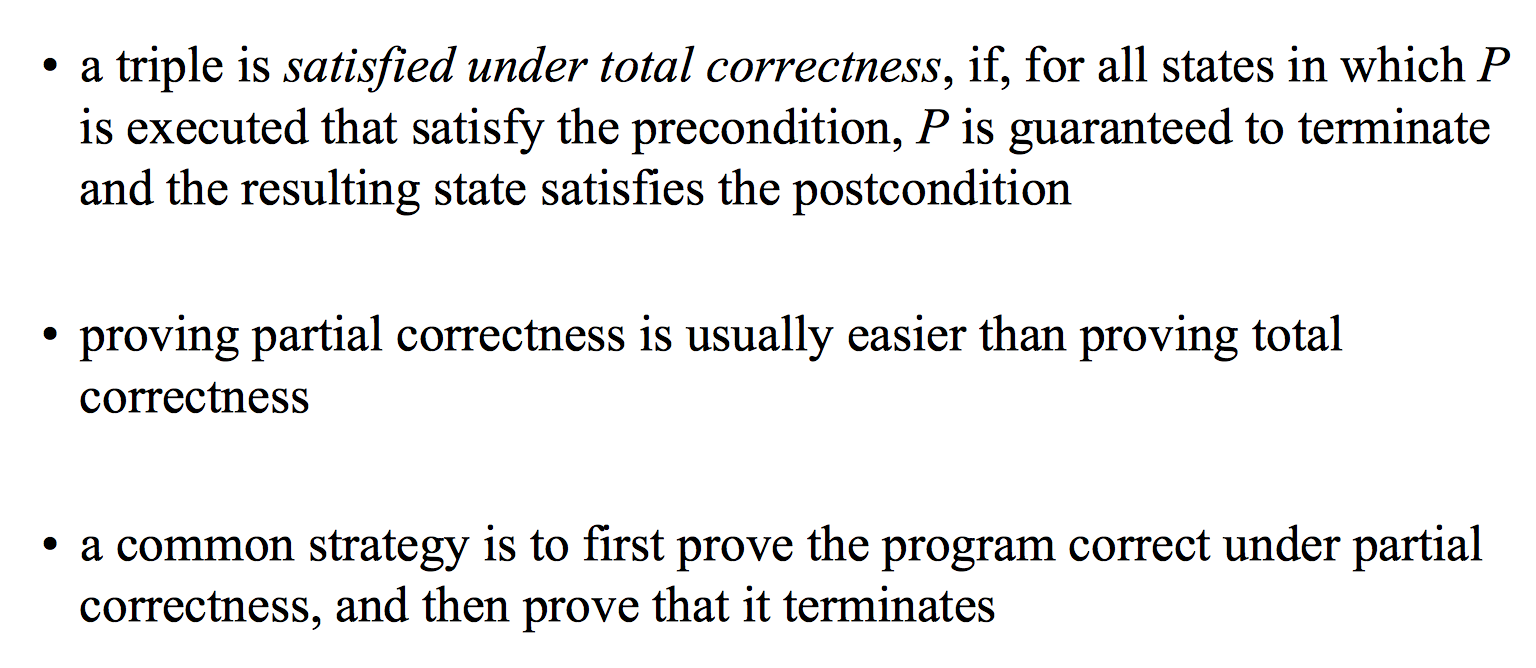 • a triple is satisfied under total correctness, if, for all states in which P
is executed that satisfy the precondition, P is guaranteed to terminate
and the resulting state satisfies the postcondition
• proving partial correctness is usually easier than proving total
correctness
• a common strategy is to first prove the program correct under partial
correctness, and then prove that it terminates